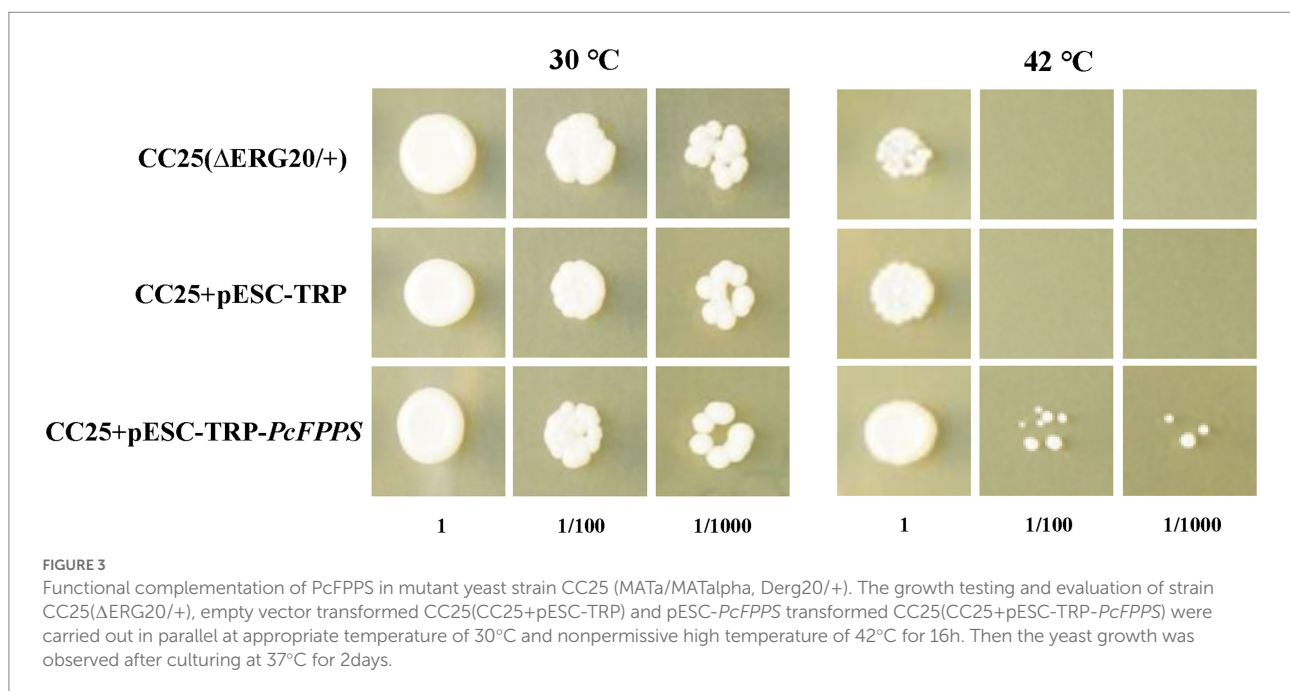 30 °C
42 °C
CC25(ΔERG20/+)
CC25+pESC-TRP
CC25+pESC-TRP-PcFPPS
1
1/100
1/1000
1
1/100
1/1000
FIGURE 3
Functional complementation of PcFPPS in mutant yeast strain CC25 (MATa/MATalpha, Derg20/+). The growth testing and evaluation of strain
CC25(ΔERG20/+), empty vector transformed CC25(CC25+pESC-TRP) and pESC-PcFPPS transformed CC25(CC25+pESC-TRP-PcFPPS) were
carried out in parallel at appropriate temperature of 30°C and nonpermissive high temperature of 42°C for 16h. Then the yeast growth was
observed after culturing at 37°C for 2days.